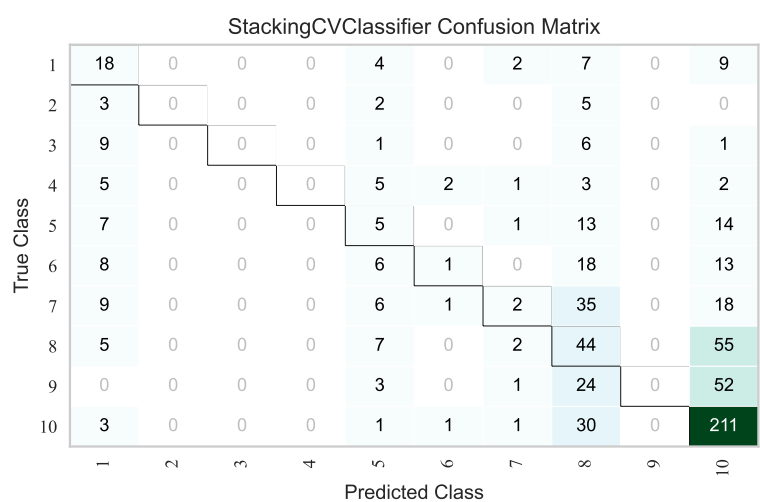 StackingCVClassifier Confusion Matrix
True Class
1 18 0 0 0 4 0 2 7 0 9
2 3 0 0 0 2 0 0 5 0 0
3 9 0 0 0 1 0 0 6 0 1
4 5 0 0 0 5 2 1 3 0 2
5 7 0 0 0 5 0 1 13 0 14
6 8 0 0 0 6 1 0 18 0 13
7 9 0 0 0 6 1 2 35 0 18
8 5 0 0 0 7 0 2 44 0 55
9 0 0 0 0 3 0 1 24 0 52
10 3 0 0 0 1 1 1 30 0 211
1 2 3 4 5 6 7 8 9 10
Predicted Class